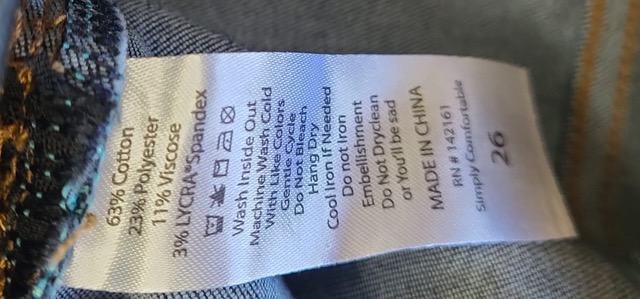 63% Cotton
23% Polyester
11% Viscose
3% LYCRA® Spandex
Wash Inside Out
Machine Wash Cold
With Like Colors
Gentle Cycle
Do Not Bleach
Hang Dry
Cool Iron If Needed
Do not Iron
Embellishment
Do Not Dryclean
or You'll be sad
MADE IN CHINA
RN # 142161
Simply Comfortable
26